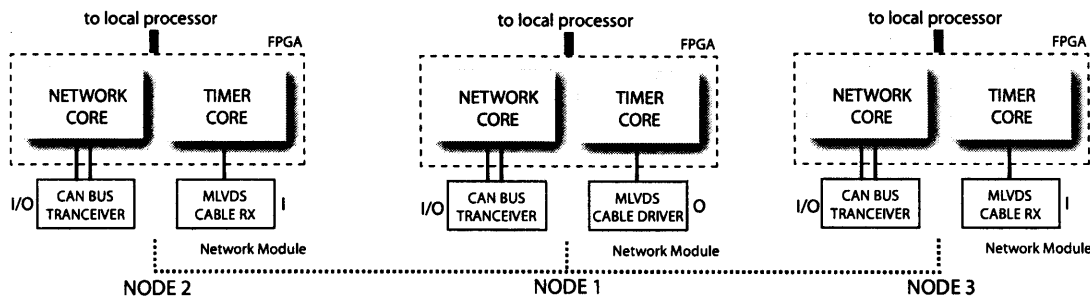 to local processor
FPGA
NETWORK
CORE
TIMER
CORE
I/O
CAN BUS
TRANCEIVER
MLVDS
CABLE RX
I
Network Module
NODE 2
to local processor
FPGA
NETWORK
CORE
TIMER
CORE
I/O
CAN BUS
TRANCEIVER
MLVDS
CABLE DRIVER
O
Network Module
NODE 1
to local processor
FPGA
NETWORK
CORE
TIMER
CORE
I/O
CAN BUS
TRANCEIVER
MLVDS
CABLE RX
I
Network Module
NODE 3